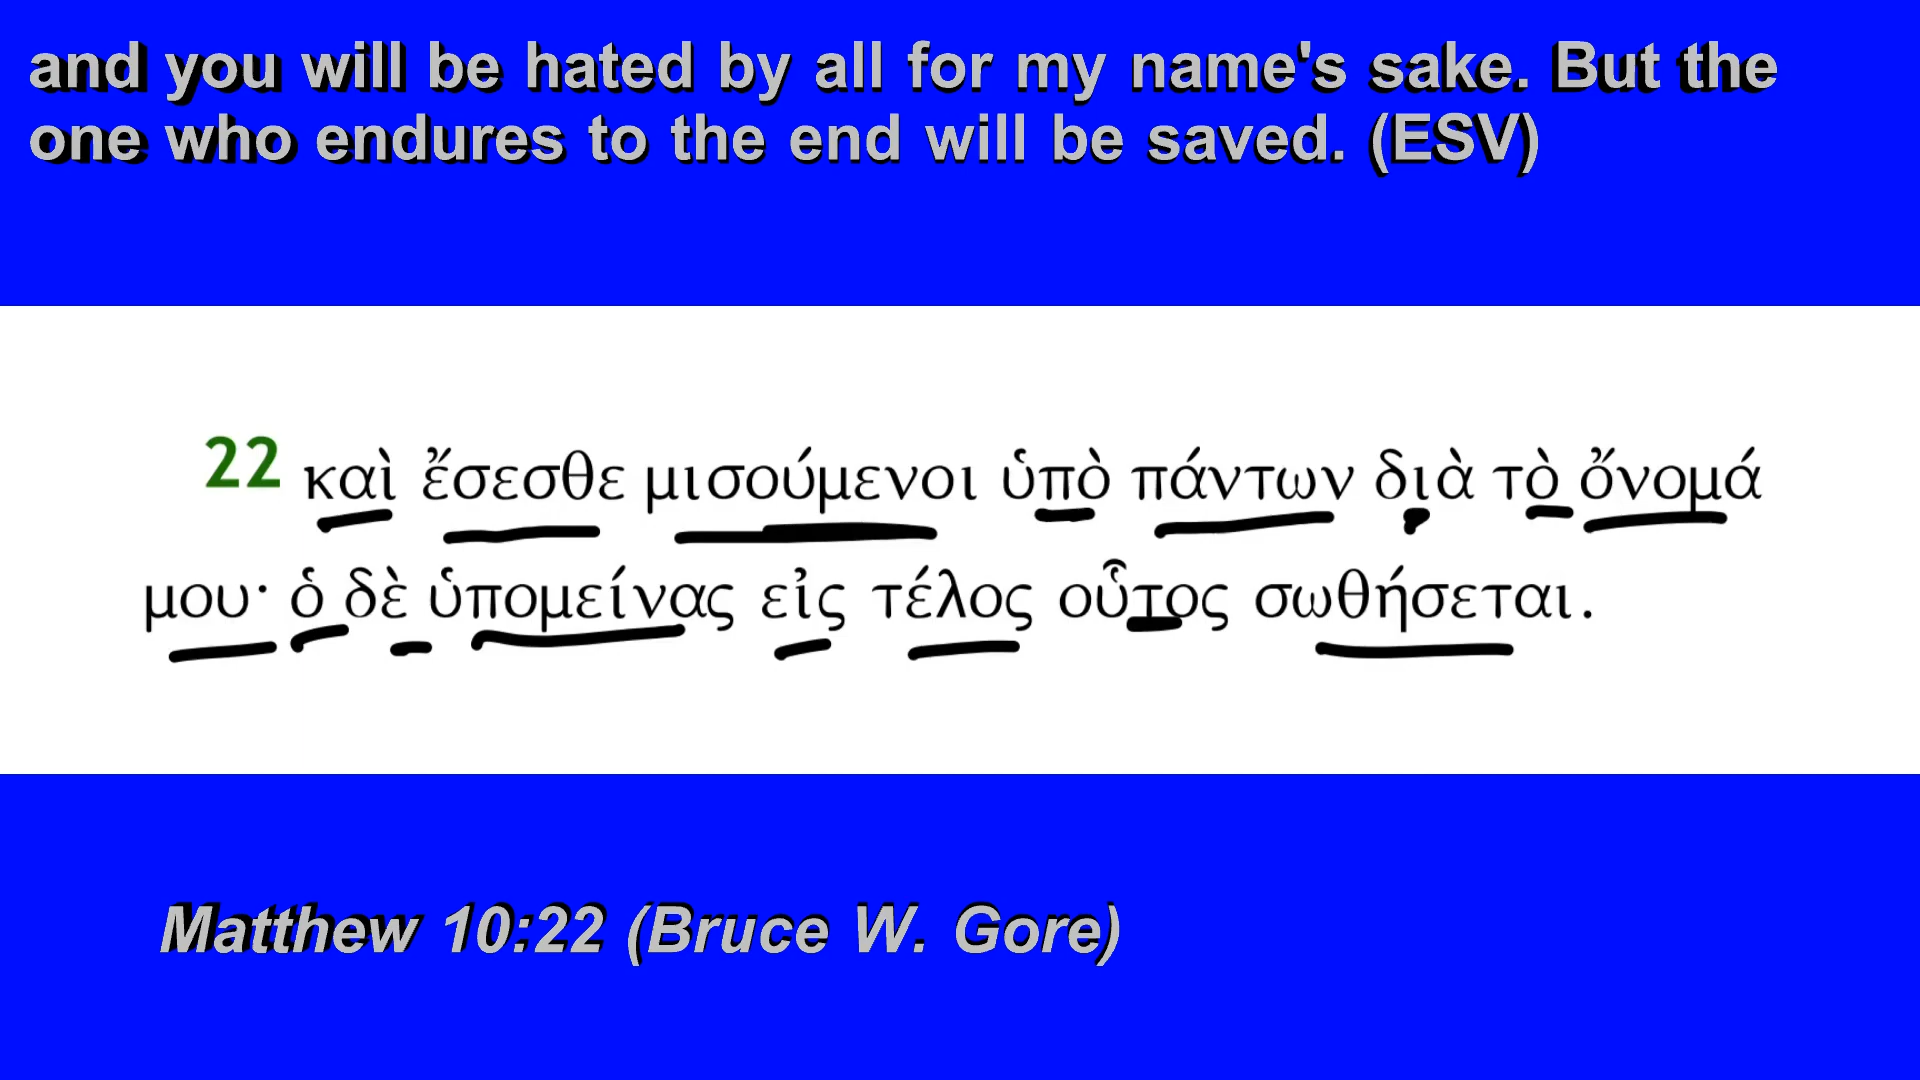 and you will be hated by all for my name's sake. But the
one who endures to the end will be saved. (ESV)
22 καὶ ἔσεσθε μισούμενοι ὑπὸ πάντων διὰ τὸ ὄνομά
μου· ὁ δὲ ὑπομείνας εἰς τέλος οὗτος σωθήσεται.
Matthew 10:22 (Bruce W. Gore)